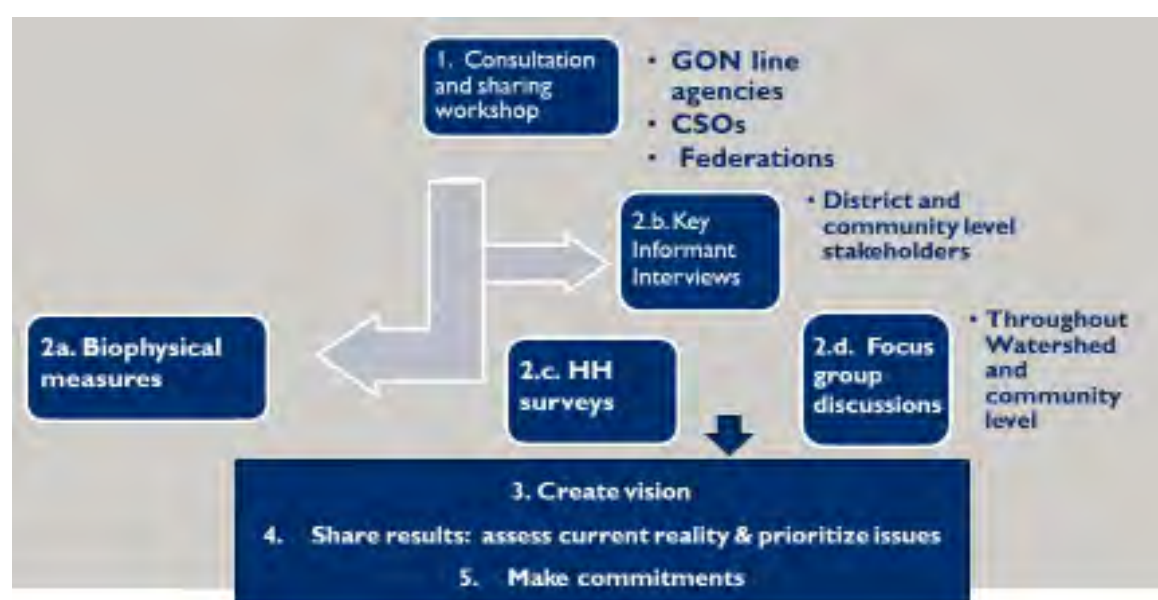 1. Consultation
and sharing
workshop
• GON line
agencies
• CSOs
• Federations
2.b. Key
Informant
Interviews
• District and
community level
stakeholders
2a. Biophysical
measures
2.c. HH
surveys
2.d. Focus
group
discussions
• Throughout
Watershed
and
community
level
3. Create vision
4. Share results: assess current reality & prioritize issues
5. Make commitments